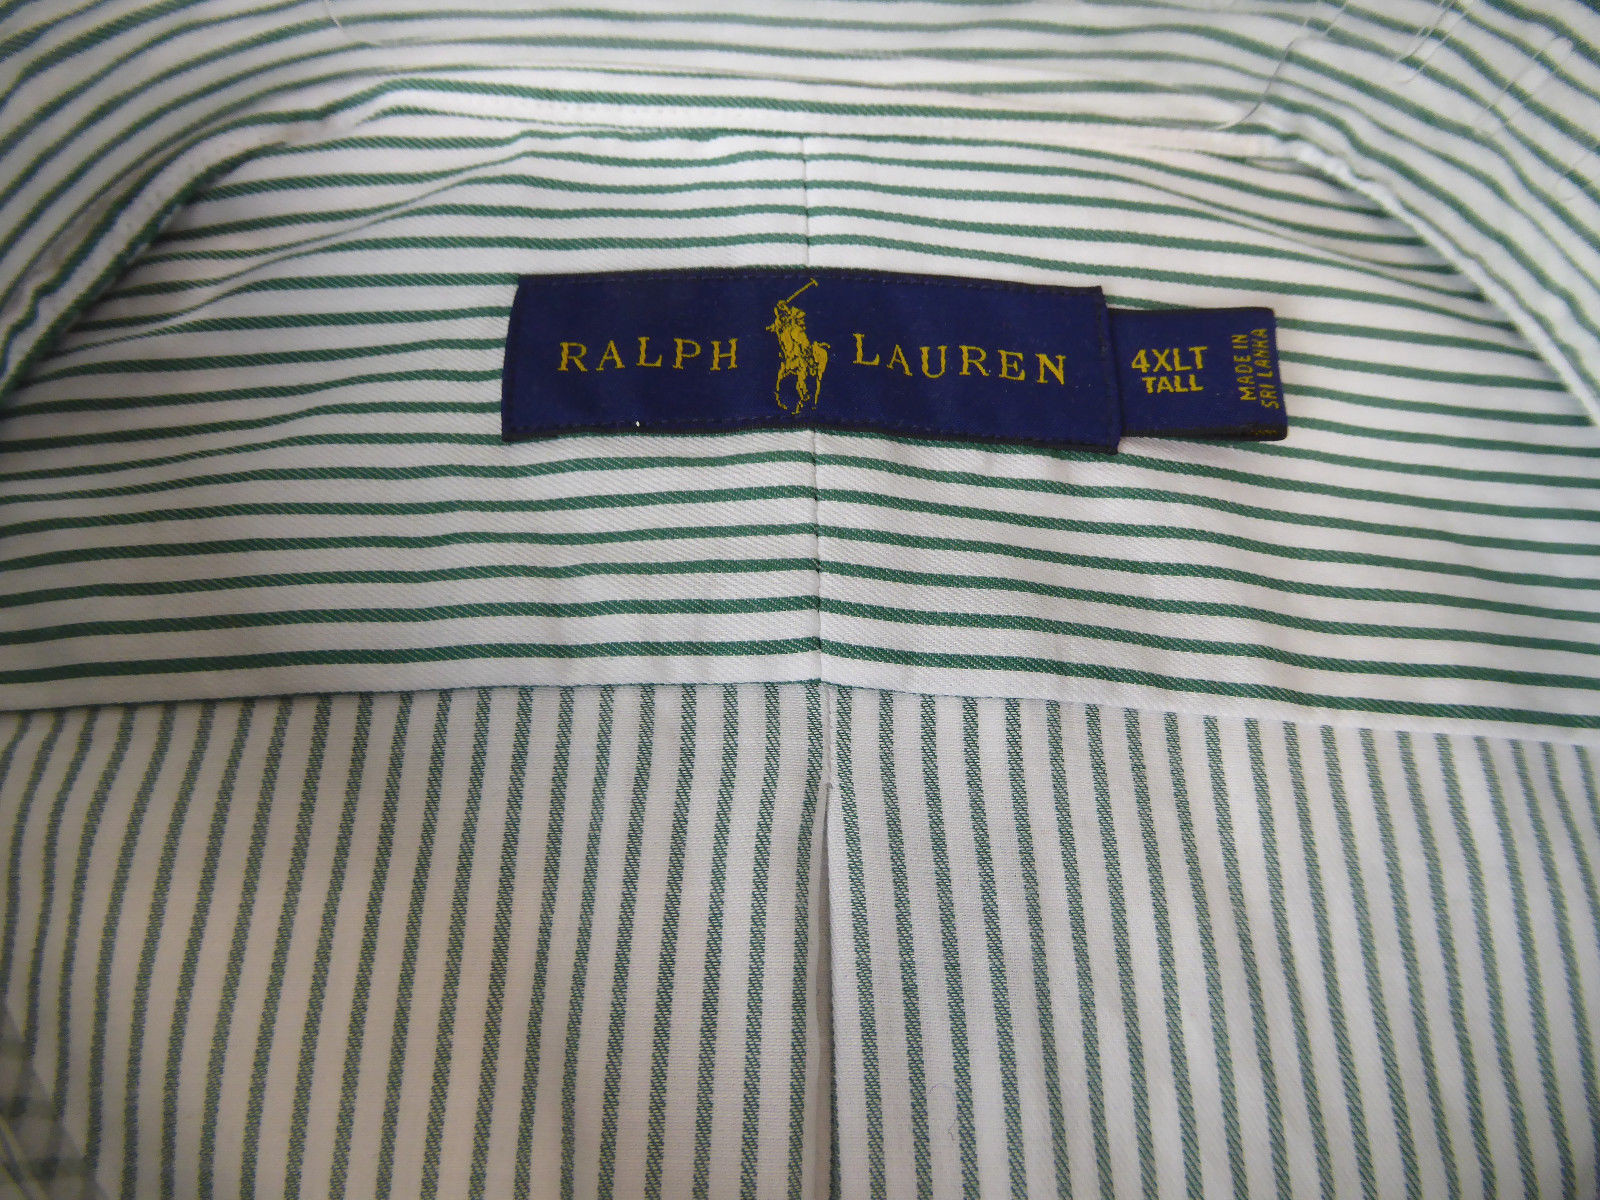 RALPH LAUREN
4XLT
TALL
MADE IN
SRI LANKA